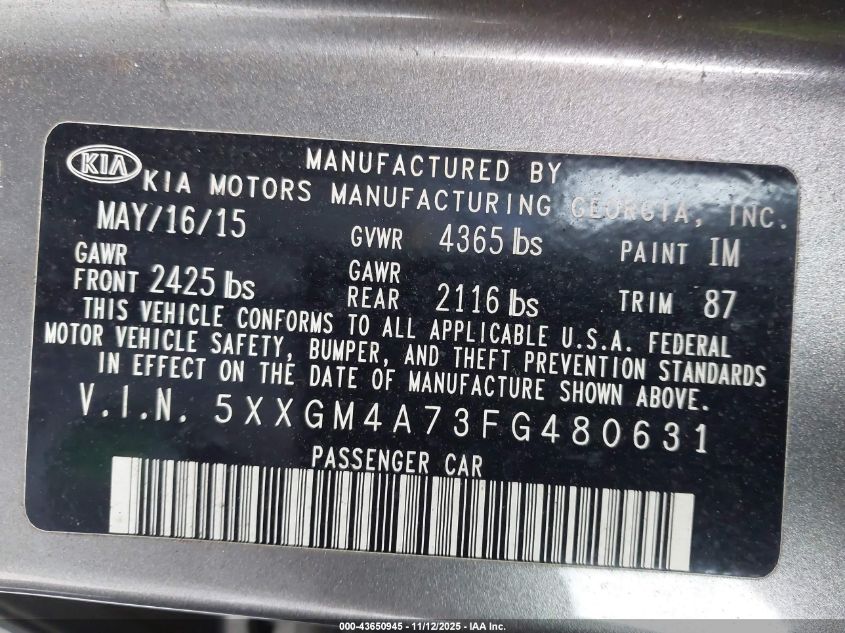 KIA
MANUFACTURED BY
KIA MOTORS MANUFACTURING GEORGIA, INC.
MAY/16/15 GVWR 4365 lbs PAINT IM
GAWR FRONT 2425 lbs GAWR REAR 2116 lbs TRIM 87
THIS VEHICLE CONFORMS TO ALL APPLICABLE U.S.A. FEDERAL
MOTOR VEHICLE SAFETY, BUMPER, AND THEFT PREVENTION STANDARDS
IN EFFECT ON THE DATE OF MANUFACTURE SHOWN ABOVE.
V.I.N. 5XXGM4A73FG480631
PASSENGER CAR
000-43650945 - 11/12/2025 - IAA Inc.